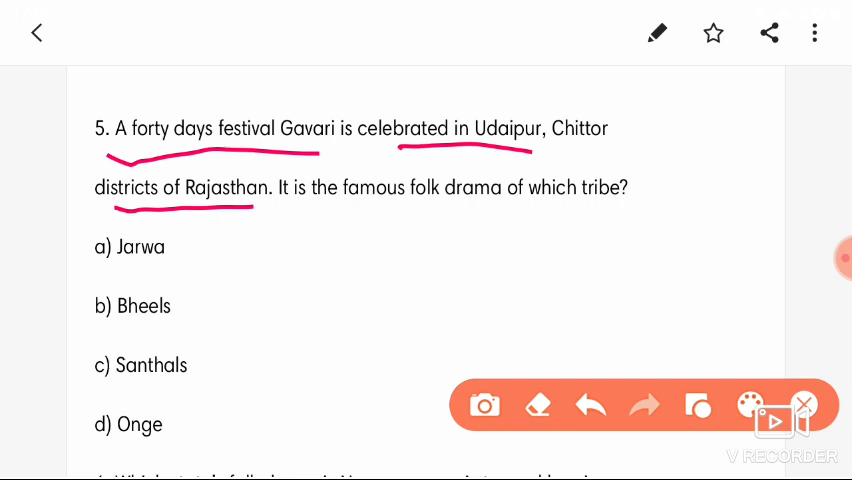 5. A forty days festival Gavari is celebrated in Udaipur, Chittor
districts of Rajasthan. It is the famous folk drama of which tribe?
a) Jarwa
b) Bheels
c) Santhals
d) Onge
V RECORDER